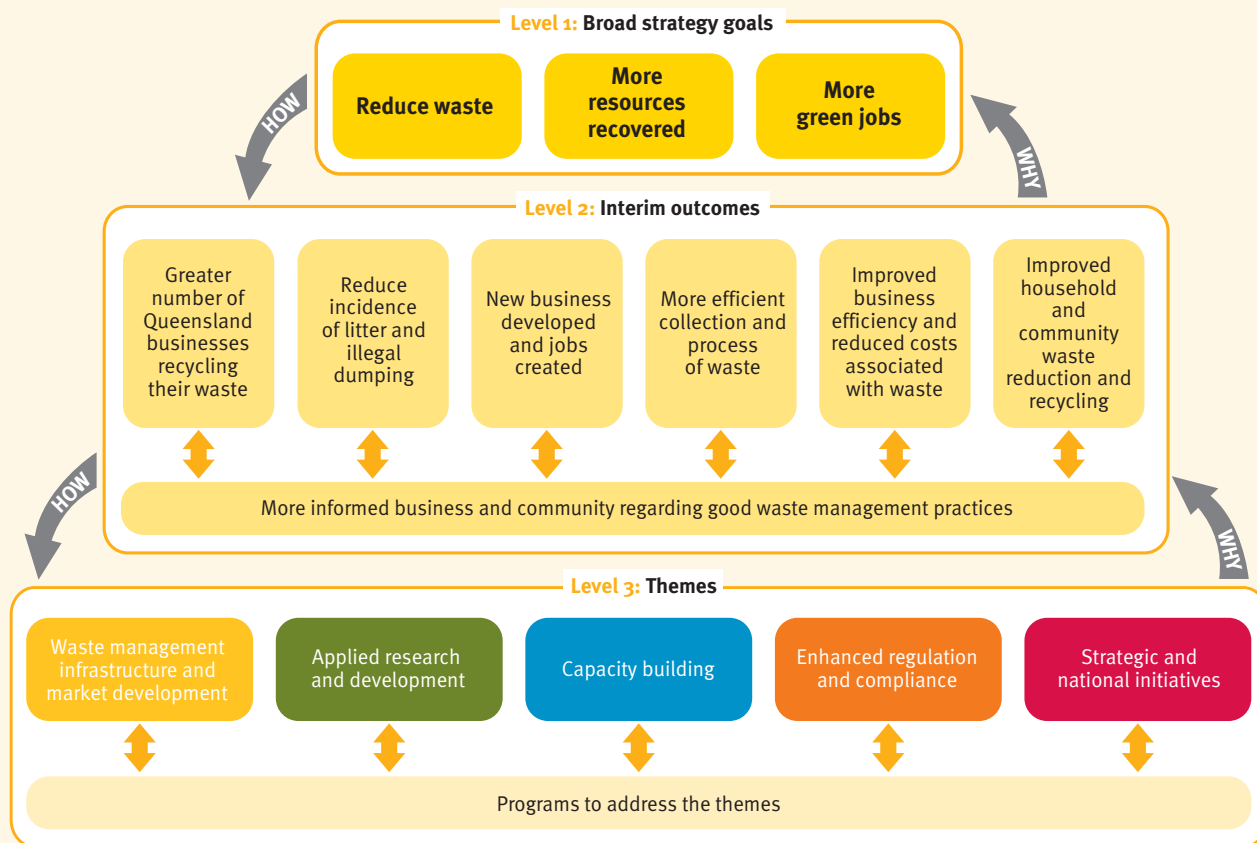 Level 1: Broad strategy goals
Reduce waste
More
resources
recovered
More
green jobs
HOW
WHY
Level 2: Interim outcomes
Greater
number of
Queensland
businesses
recycling
their waste
Reduce
incidence
of litter and
illegal
dumping
New business
developed
and jobs
created
More efficient
collection and
process
of waste
Improved
business
efficiency and
reduced costs
associated
with waste
Improved
household
and
community
waste
reduction and
recycling
More informed business and community regarding good waste management practices
HOW
WHY
Level 3: Themes
Waste management
infrastructure and
market development
Applied research
and development
Capacity building
Enhanced regulation
and compliance
Strategic and
national initiatives
Programs to address the themes